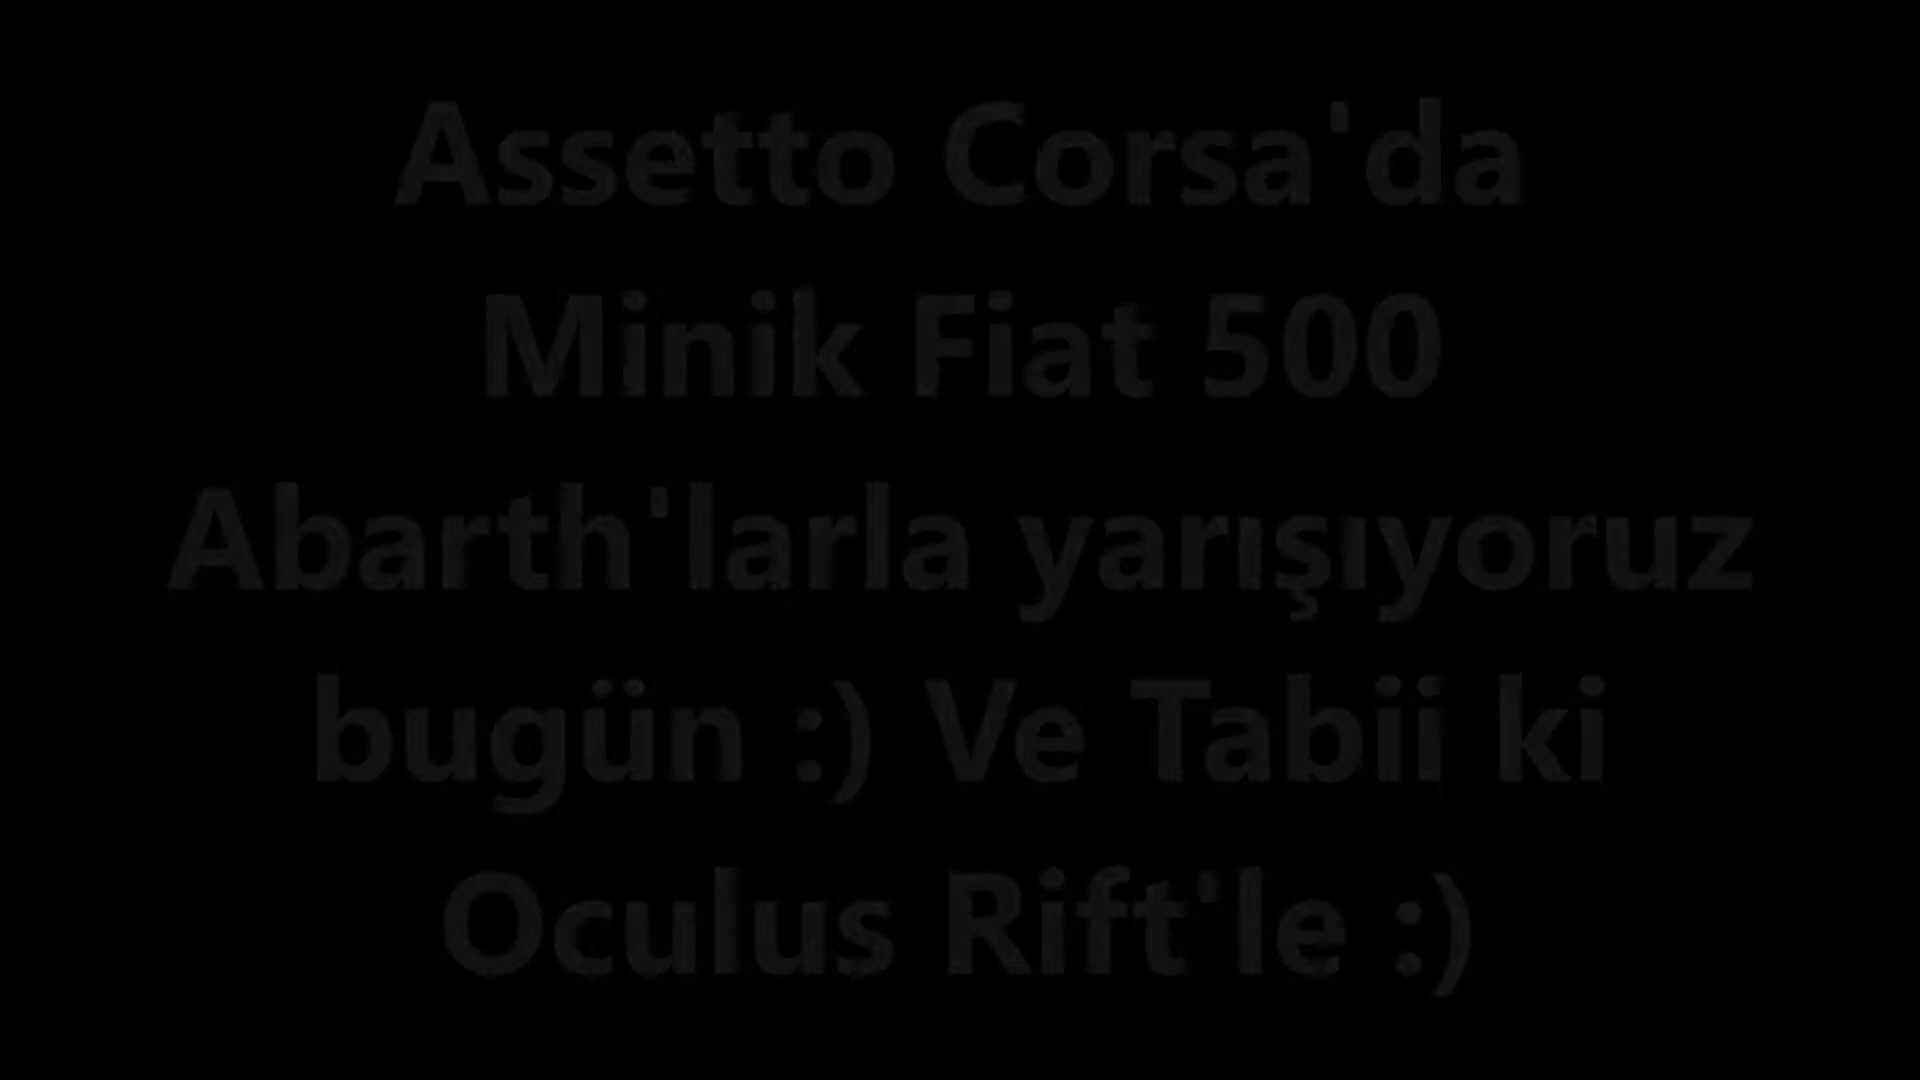 Assetto Corsa'da
Minik Fiat 500
Abarth'larla yarışıyoruz
bugün :) Ve Tabii ki
Oculus Rift'le :)